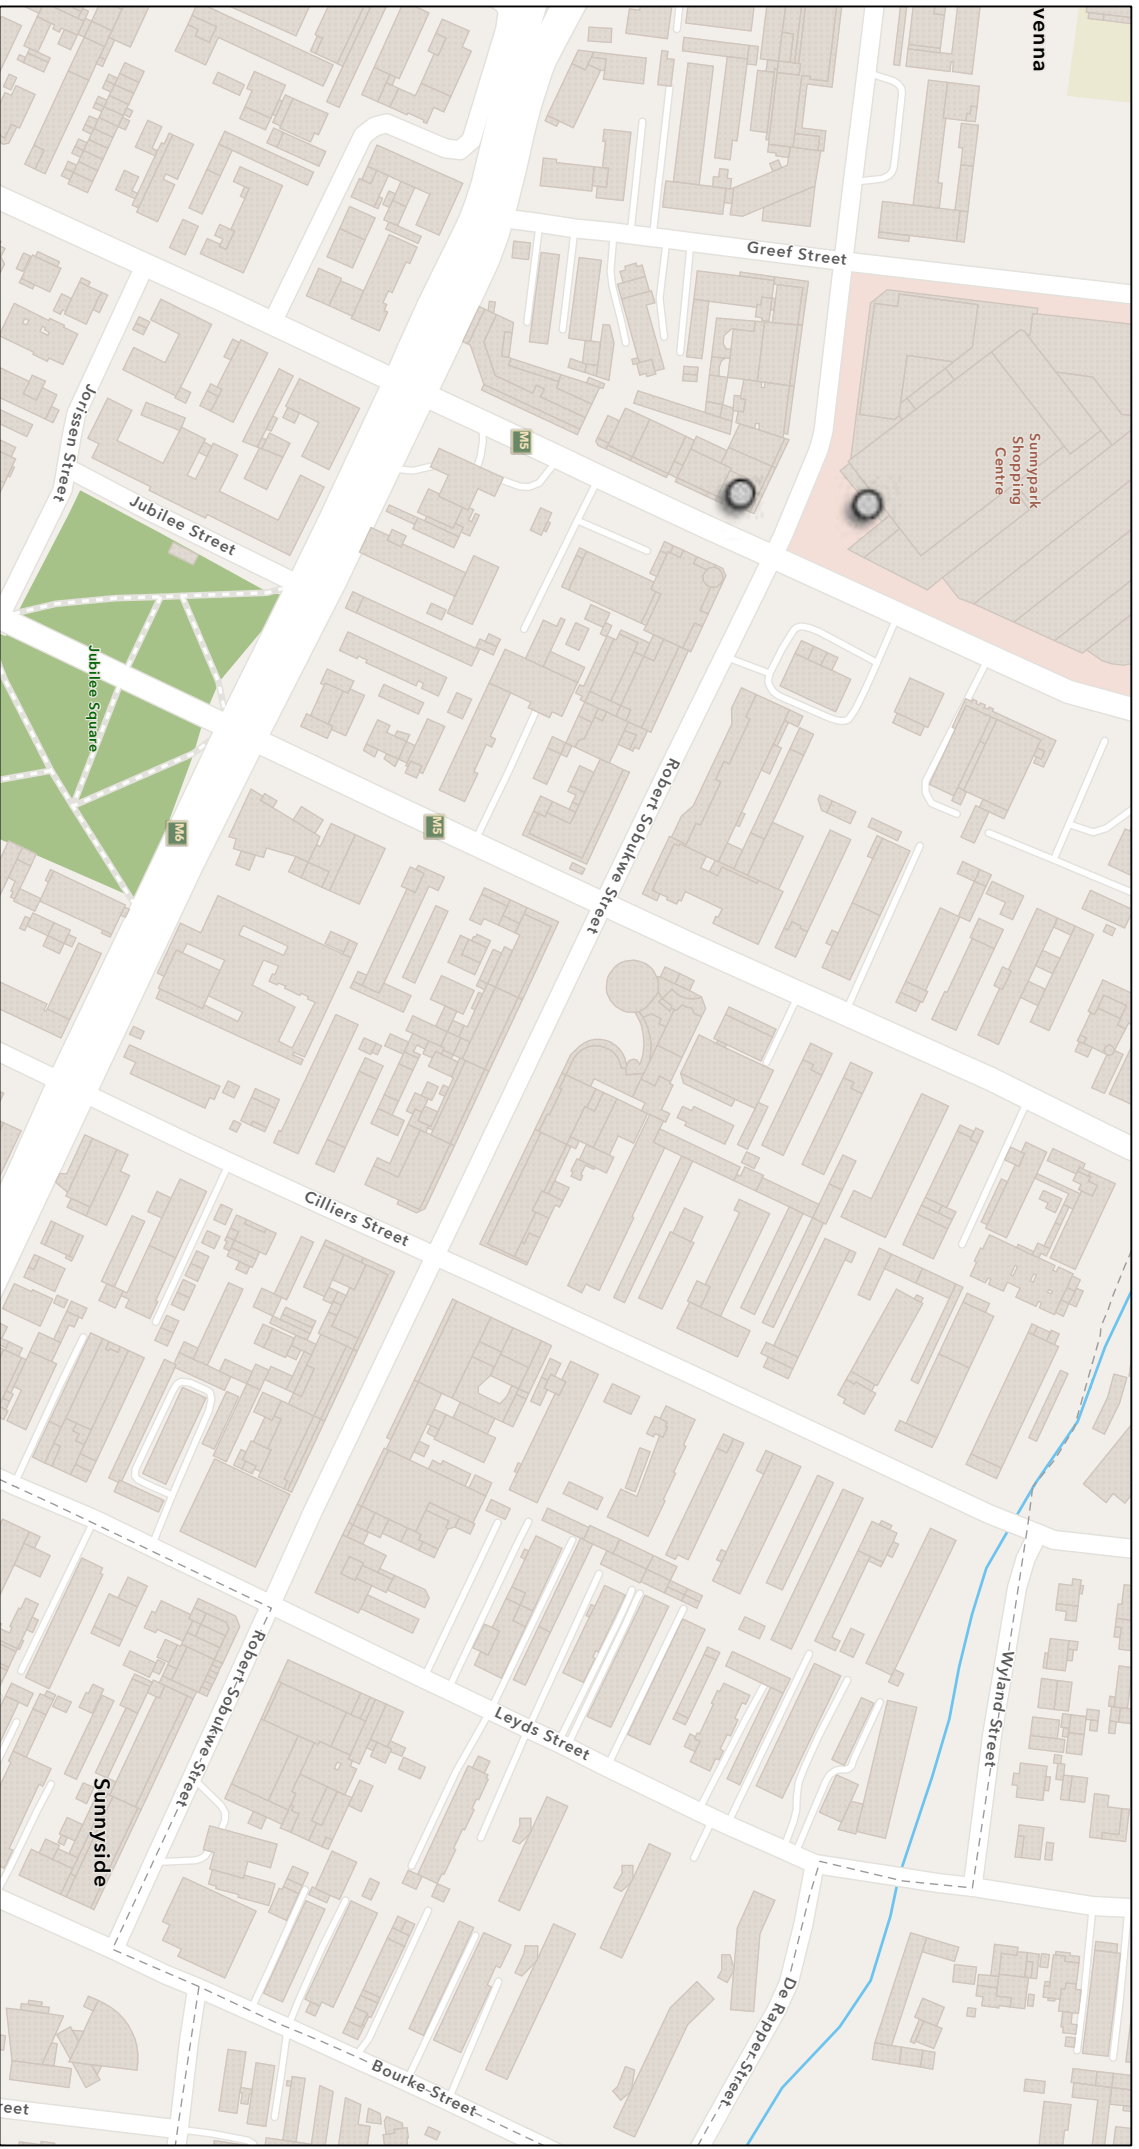 venna
Greef Street
Sunnypark
Shopping
Centre
Jorissen Street
M5
Jubilee Street
Jubilee Square
M6
M5
Robert Sobukwe Street
Cilliers Street
Wyland Street
Robert Sobukwe Street
Leyds Street
Sunnyside
De Rapper Street
Bourke Street
reet